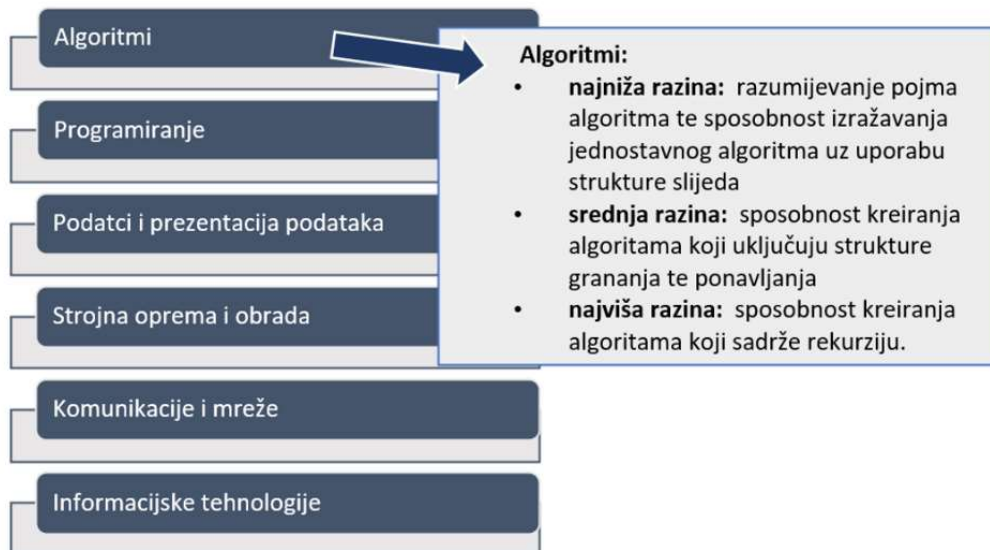 Algoritmi
Programiranje
Podatci i prezentacija podataka
Strojna oprema i obrada
Komunikacije i mreže
Informacijske tehnologije
Algoritmi:
• najniža razina: razumijevanje pojma
algoritma te sposobnost izražavanja
jednostavnog algoritma uz uporabu
strukture slijeda
• srednja razina: sposobnost kreiranja
algoritama koji uključuju strukture
grananja te ponavljanja
• najviša razina: sposobnost kreiranja
algoritama koji sadrže rekurziju.